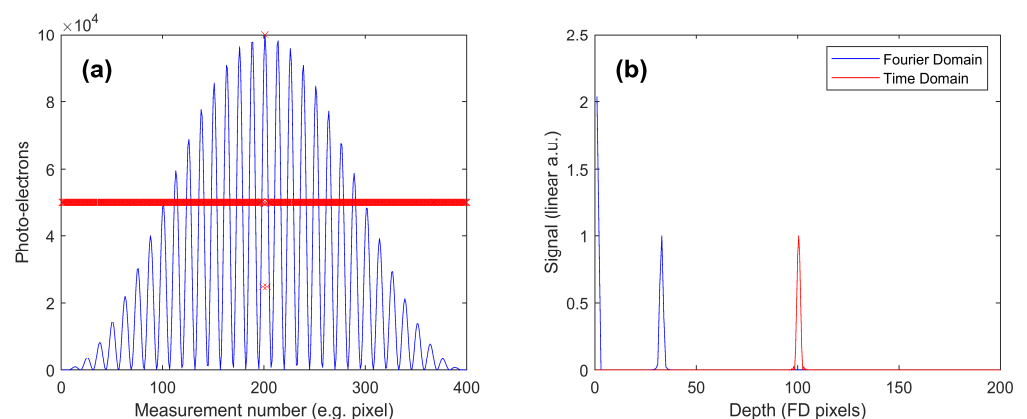 ×10⁴
(a)
Photo-electrons
10
8
6
4
2
0
0
100
200
300
400
Measurement number (e.g. pixel)
(b)
Fourier Domain
Time Domain
Signal (linear a.u.)
2.5
2
1.5
1
0.5
0
0
50
100
150
200
Depth (FD pixels)